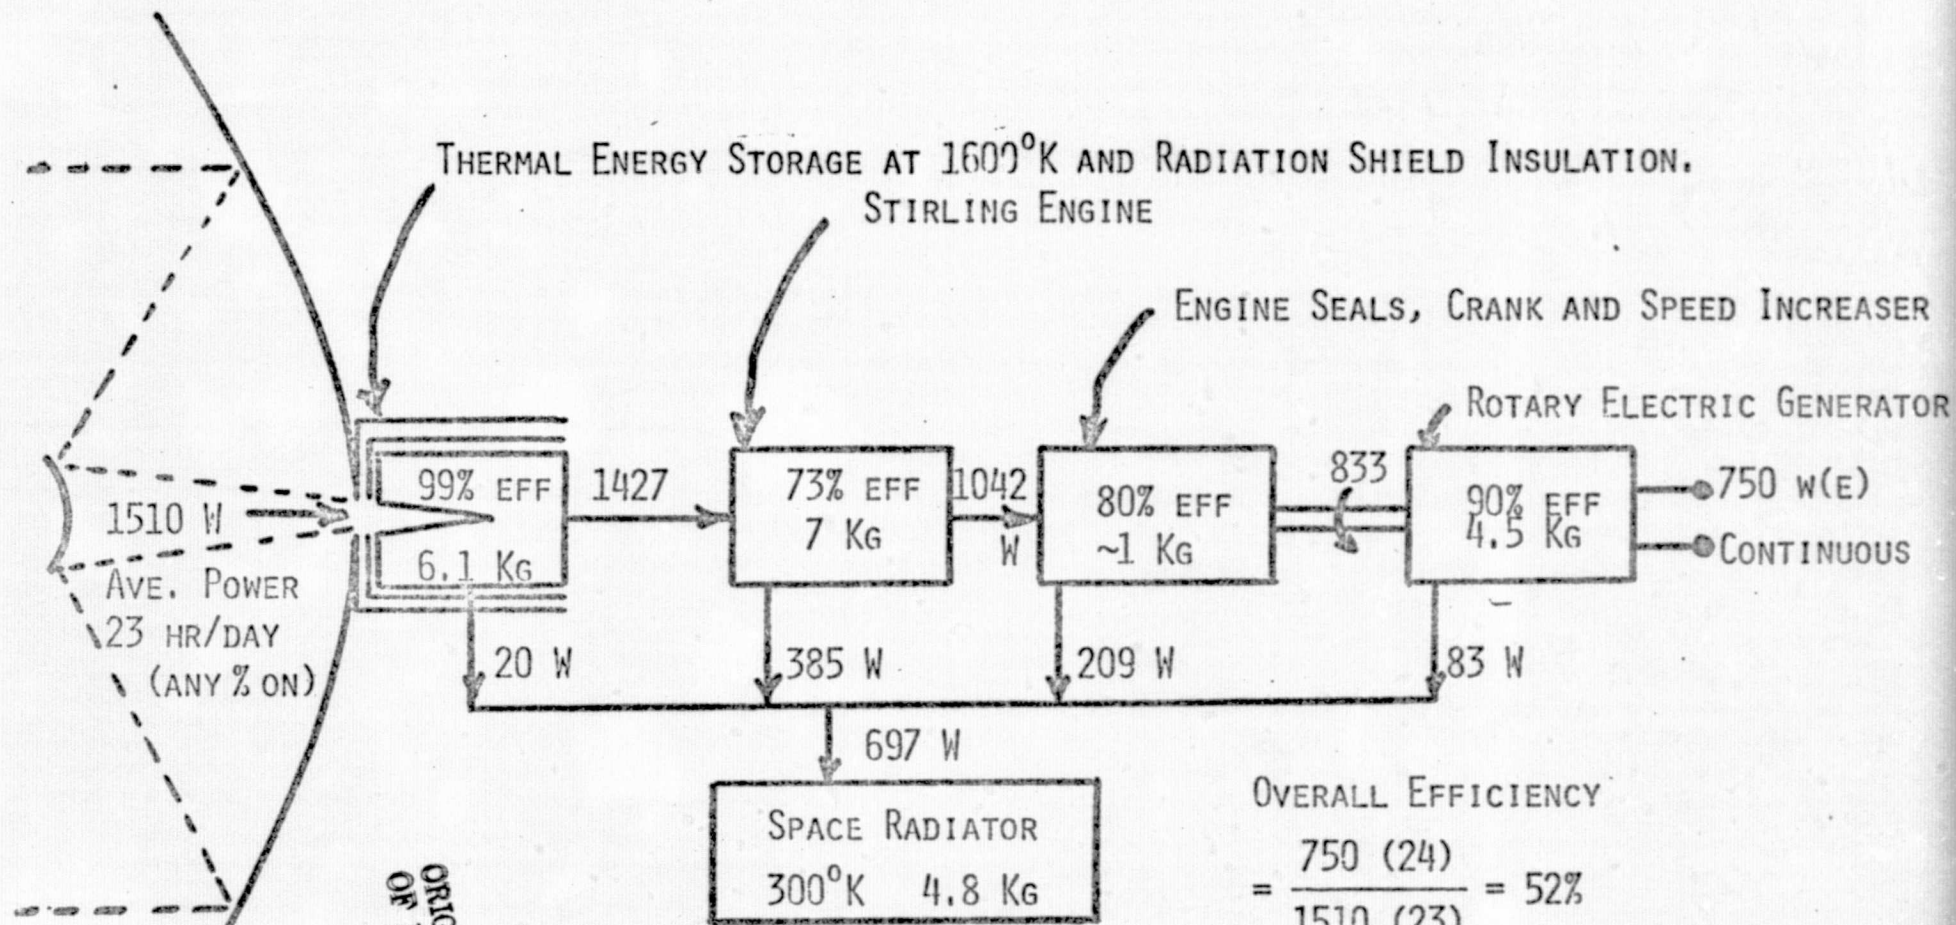 THERMAL ENERGY STORAGE AT 1600°K AND RADIATION SHIELD INSULATION.
STIRLING ENGINE
ENGINE SEALS, CRANK AND SPEED INCREASER
ROTARY ELECTRIC GENERATOR
1510 W
AVE. POWER
23 HR/DAY
(ANY % ON)
99% EFF
6.1 KG
1427
73% EFF
7 KG
1042
W
80% EFF
~1 KG
833
90% EFF
4.5 KG
750 W(E)
CONTINUOUS
20 W
385 W
209 W
83 W
697 W
SPACE RADIATOR
300°K 4.8 KG
OVERALL EFFICIENCY
= 750 (24) / 1510 (23) = 52%
OF